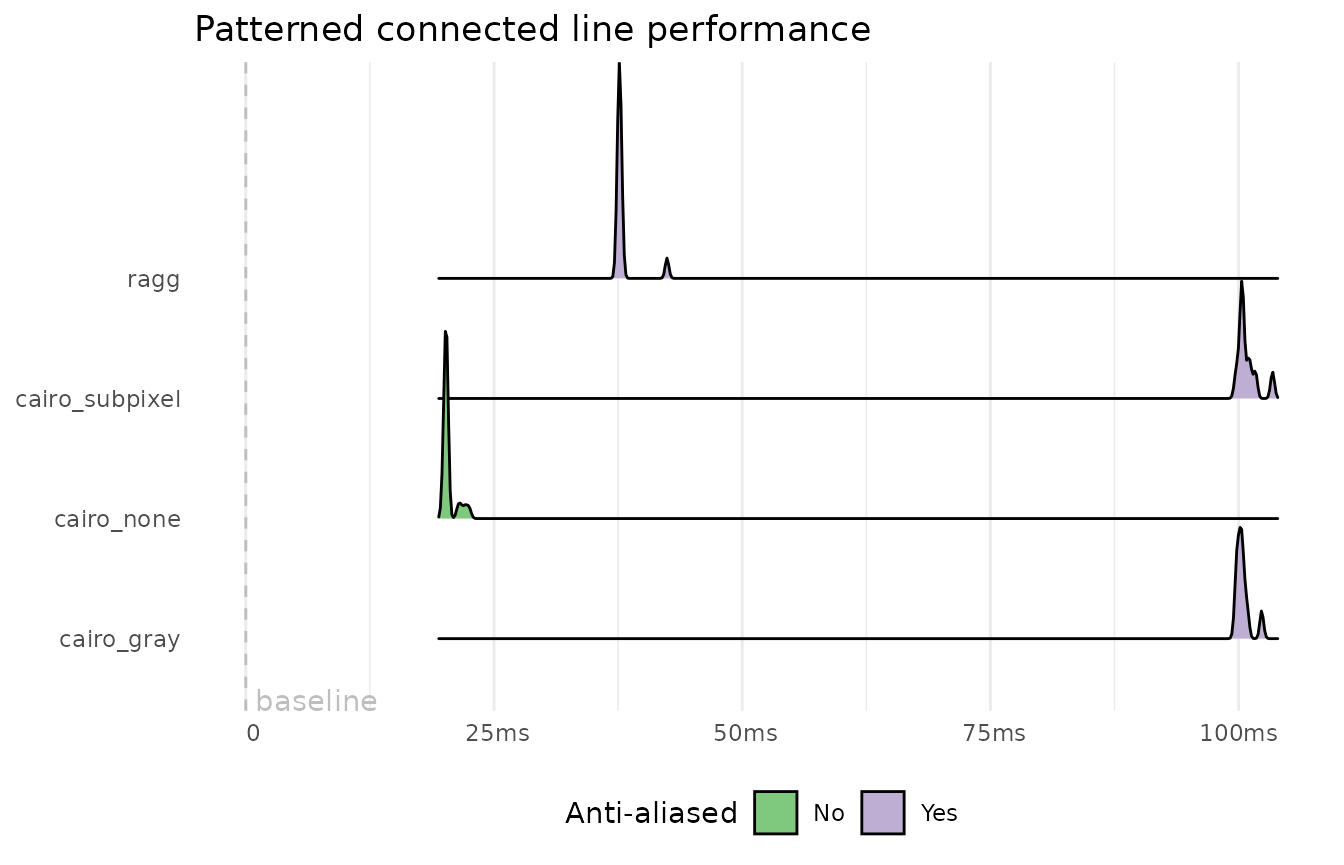 Patterned connected line performance
ragg
cairo_subpixel
cairo_none
cairo_gray
baseline
0 25ms 50ms 75ms 100ms
Anti-aliased No Yes